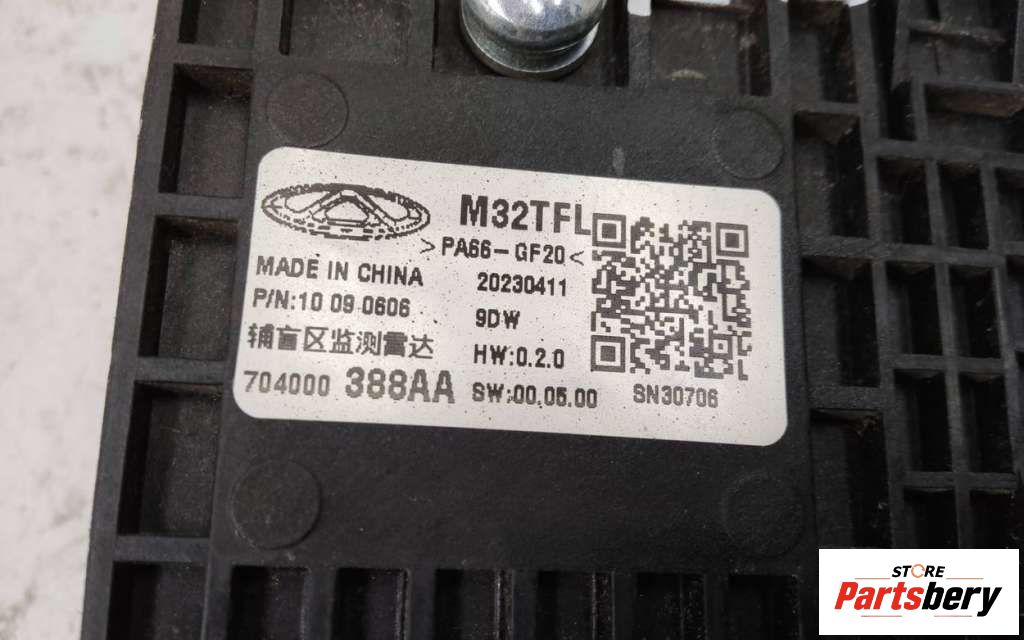 M32TFL
>PA66-GF20<
MADE IN CHINA
20230411
P/N:10 09 0606
9DW
辅盲区监测雷达
HW:0.2.0
704000 388AA
SW:00.05.00
SN30706
STORE
Partsbery